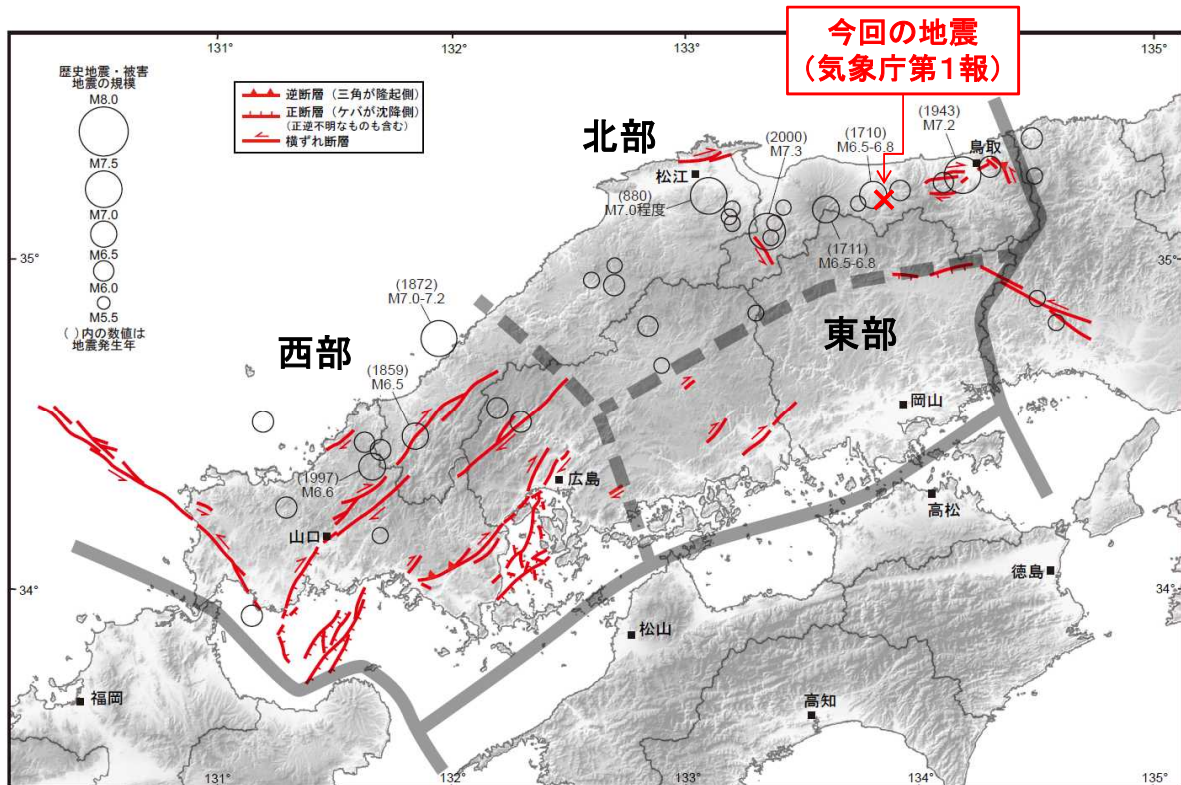 131°
132°
133°
134°
135°
今回の地震
(気象庁第1報)
歴史地震・被害
地震の規模
M8.0
M7.5
M7.0
M6.5
M6.0
M5.5
( )内の数値は
地震発生年
逆断層(三角が隆起側)
正断層(ケバが沈降側)
(正逆不明なものも含む)
横ずれ断層
北部
松江
(880)
M7.0程度
(2000)
M7.3
(1710)
M6.5-6.8
(1943)
M7.2
鳥取
(1711)
M6.5-6.8
35°
35°
(1872)
M7.0-7.2
西部
東部
(1859)
M6.5
岡山
(1997)
M6.6
広島
高松
山口
徳島
34°
34°
松山
福岡
高知
131°
132°
133°
134°
135°